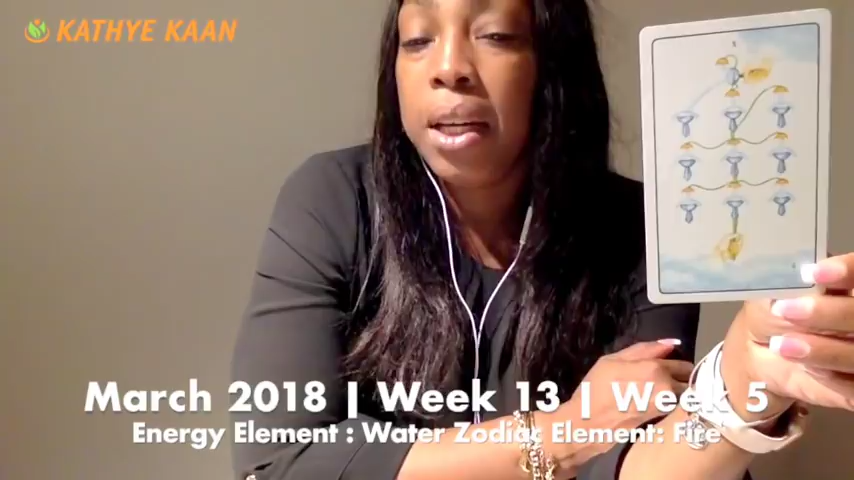 KATHYE KAAN
March 2018 | Week 13 | Week 5
Energy Element : Water Zodiac Element: Fire